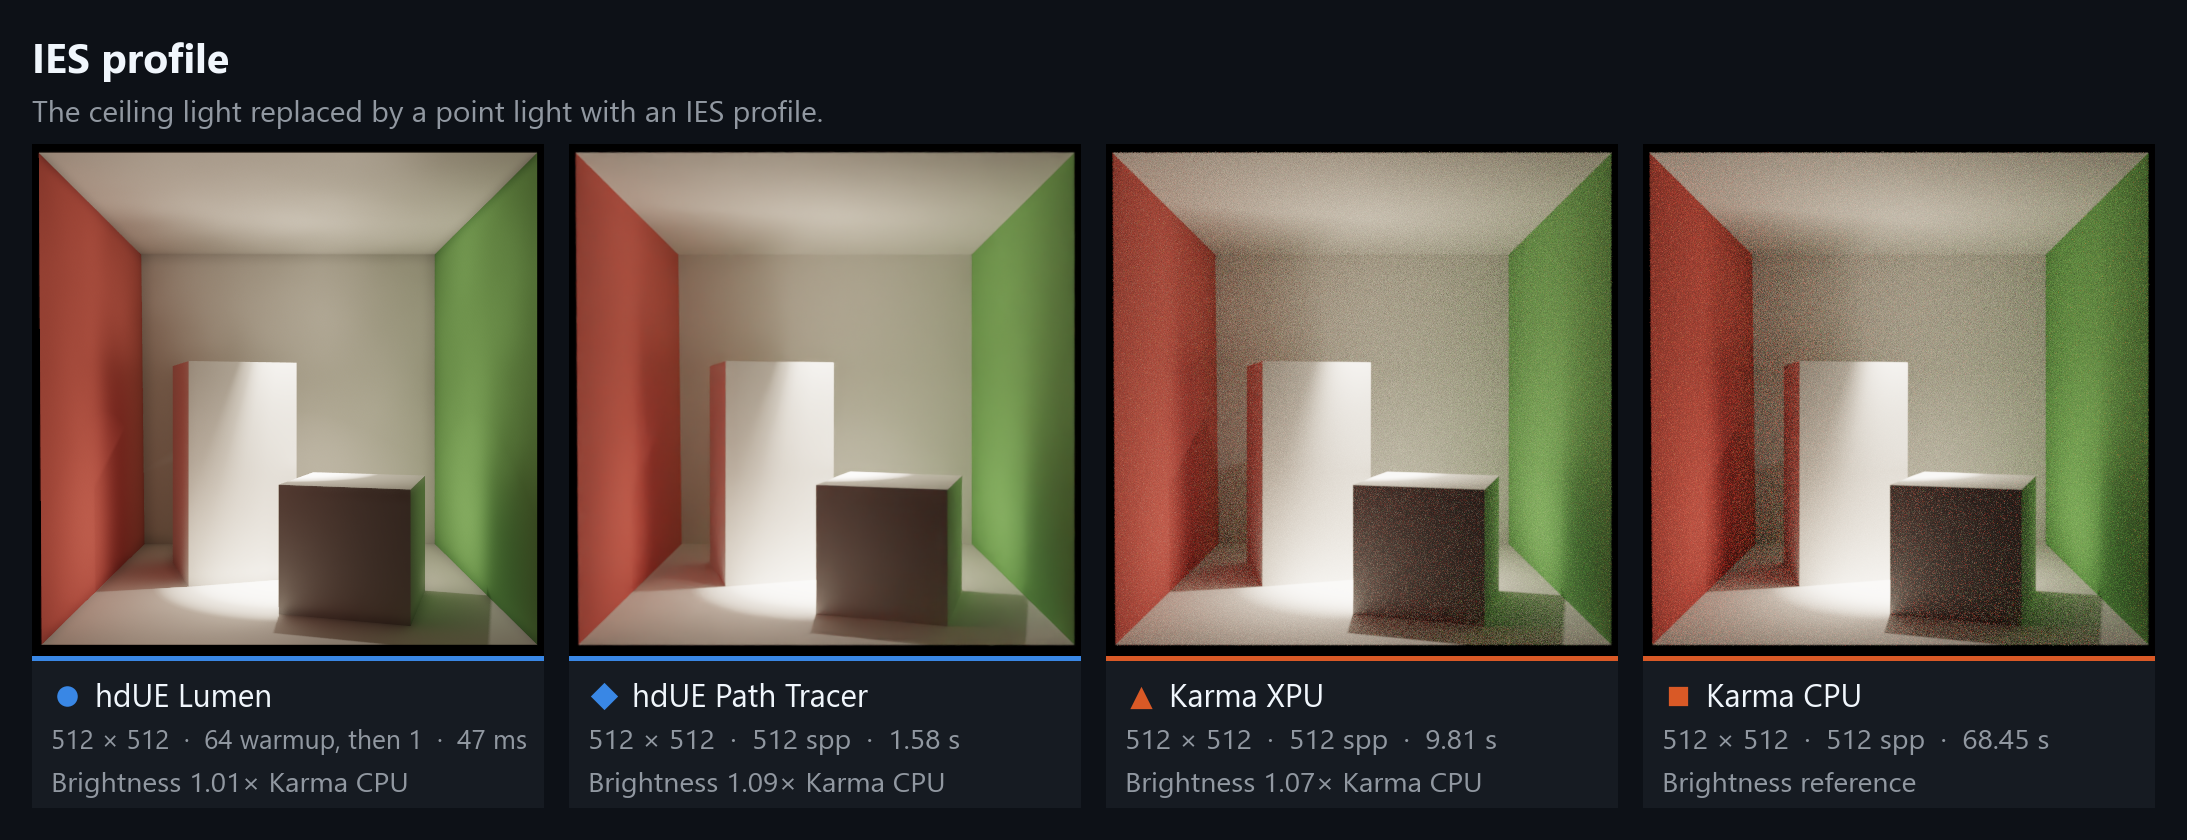 IES profile
The ceiling light replaced by a point light with an IES profile.
hdUE Lumen
512 × 512 · 64 warmup, then 1 · 47 ms
Brightness 1.01× Karma CPU
hdUE Path Tracer
512 × 512 · 512 spp · 1.58 s
Brightness 1.09× Karma CPU
Karma XPU
512 × 512 · 512 spp · 9.81 s
Brightness 1.07× Karma CPU
Karma CPU
512 × 512 · 512 spp · 68.45 s
Brightness reference